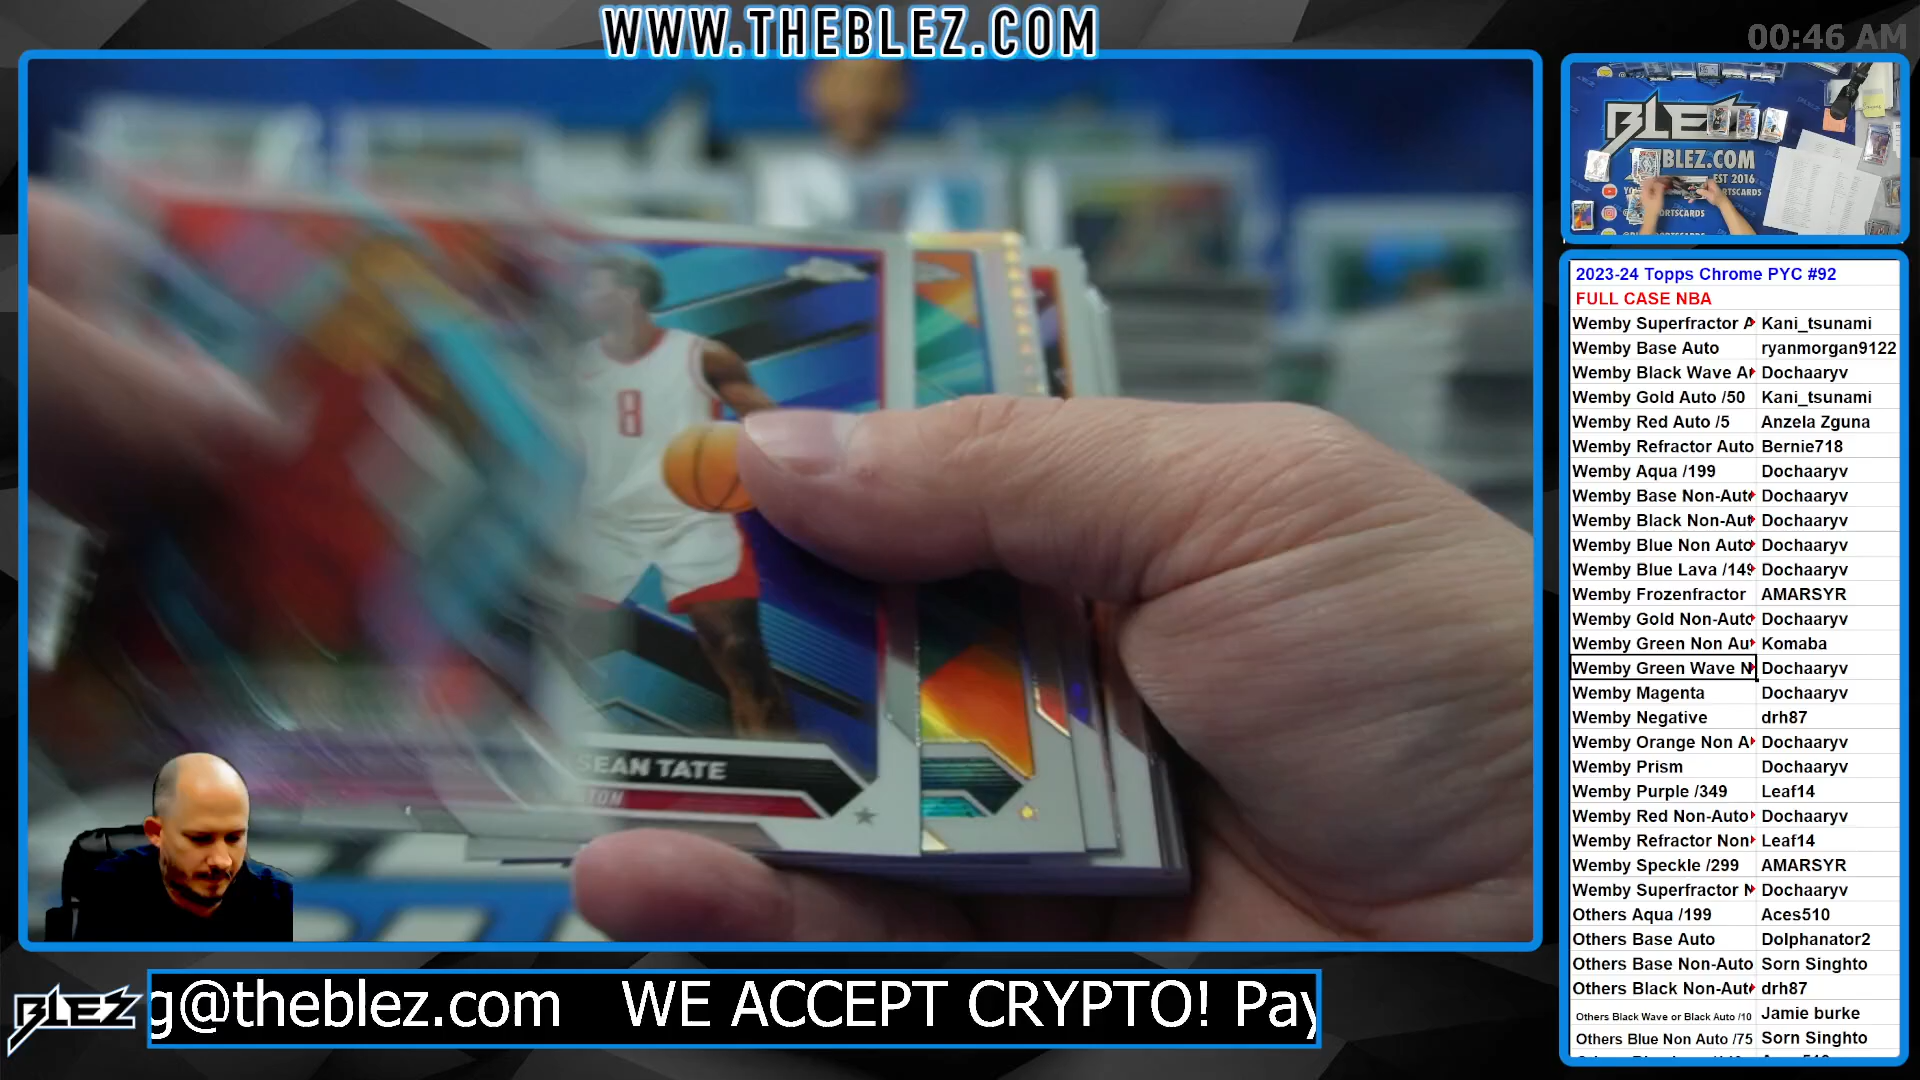 WWW.THEBLEZ.COM
00:46 AM
BLEZ
BLEZ.COM
EST 2016
ORTSCARDS
8
SEAN TATE
TON
2023-24 Topps Chrome PYC #92
FULL CASE NBA
Wemby Superfractor A Kani_tsunami
Wemby Base Auto ryanmorgan9122
Wemby Black Wave A Dochaaryv
Wemby Gold Auto /50 Kani_tsunami
Wemby Red Auto /5 Anzela Zguna
Wemby Refractor Auto Bernie718
Wemby Aqua /199 Dochaaryv
Wemby Base Non-Auto Dochaaryv
Wemby Black Non-Aut Dochaaryv
Wemby Blue Non Auto Dochaaryv
Wemby Blue Lava /149 Dochaaryv
Wemby Frozenfractor AMARSYR
Wemby Gold Non-Auto Dochaaryv
Wemby Green Non Au Komaba
Wemby Green Wave N Dochaaryv
Wemby Magenta Dochaaryv
Wemby Negative drh87
Wemby Orange Non A Dochaaryv
Wemby Prism Dochaaryv
Wemby Purple /349 Leaf14
Wemby Red Non-Auto Dochaaryv
Wemby Refractor Non Leaf14
Wemby Speckle /299 AMARSYR
Wemby Superfractor N Dochaaryv
Others Aqua /199 Aces510
Others Base Auto Dolphanator2
Others Base Non-Auto Sorn Singhto
Others Black Non-Aut drh87
Others Black Wave or Black Auto /10 Jamie burke
Others Blue Non Auto /75 Sorn Singhto
BLEZ
g@theblez.com WE ACCEPT CRYPTO! Pay